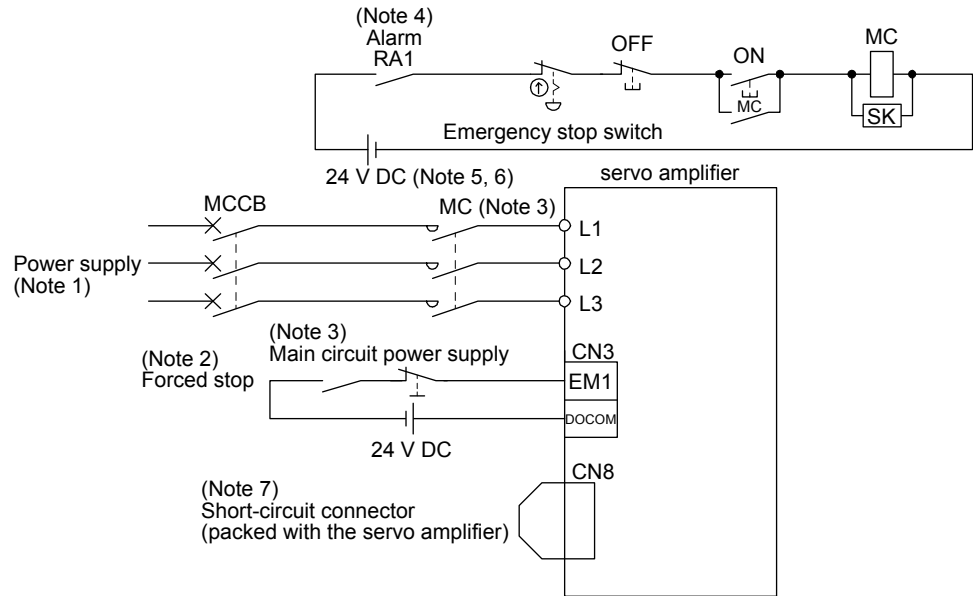 (Note 4)
Alarm
RA1
OFF
ON
MC
MC
SK
Emergency stop switch
24 V DC (Note 5, 6)
servo amplifier
MCCB
MC (Note 3)
L1
Power supply
(Note 1)
L2
L3
(Note 3)
Main circuit power supply
(Note 2)
Forced stop
CN3
EM1
DOCOM
24 V DC
CN8
(Note 7)
Short-circuit connector
(packed with the servo amplifier)